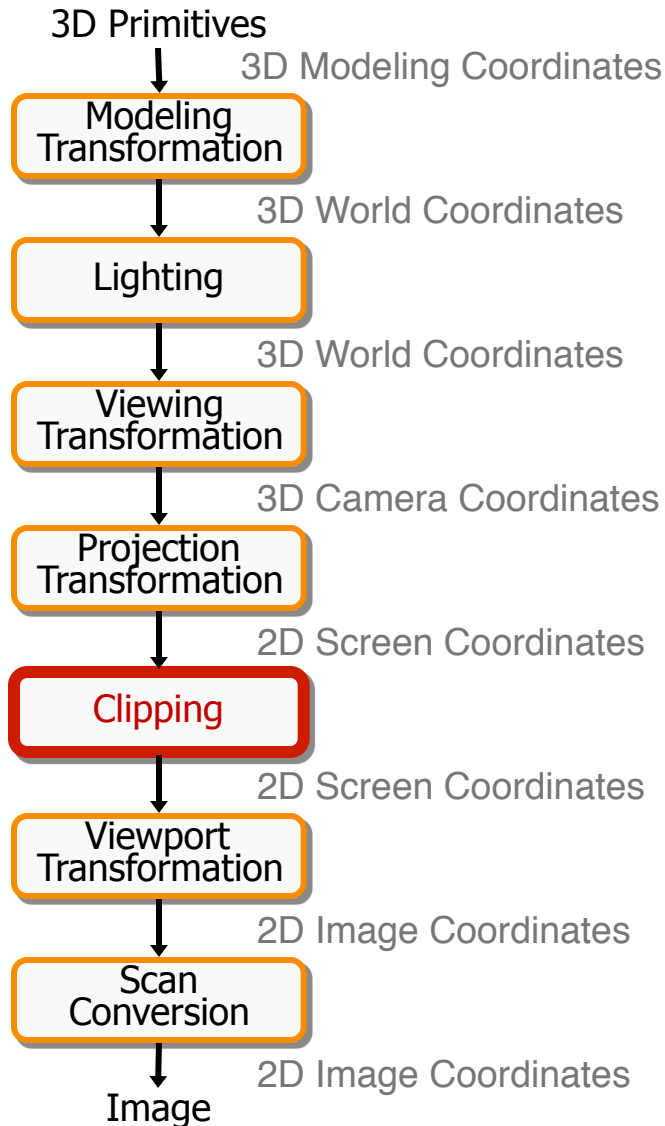 3D Primitives
3D Modeling Coordinates
Modeling
Transformation
3D World Coordinates
Lighting
3D World Coordinates
Viewing
Transformation
3D Camera Coordinates
Projection
Transformation
2D Screen Coordinates
Clipping
2D Screen Coordinates
Viewport
Transformation
2D Image Coordinates
Scan
Conversion
2D Image Coordinates
Image